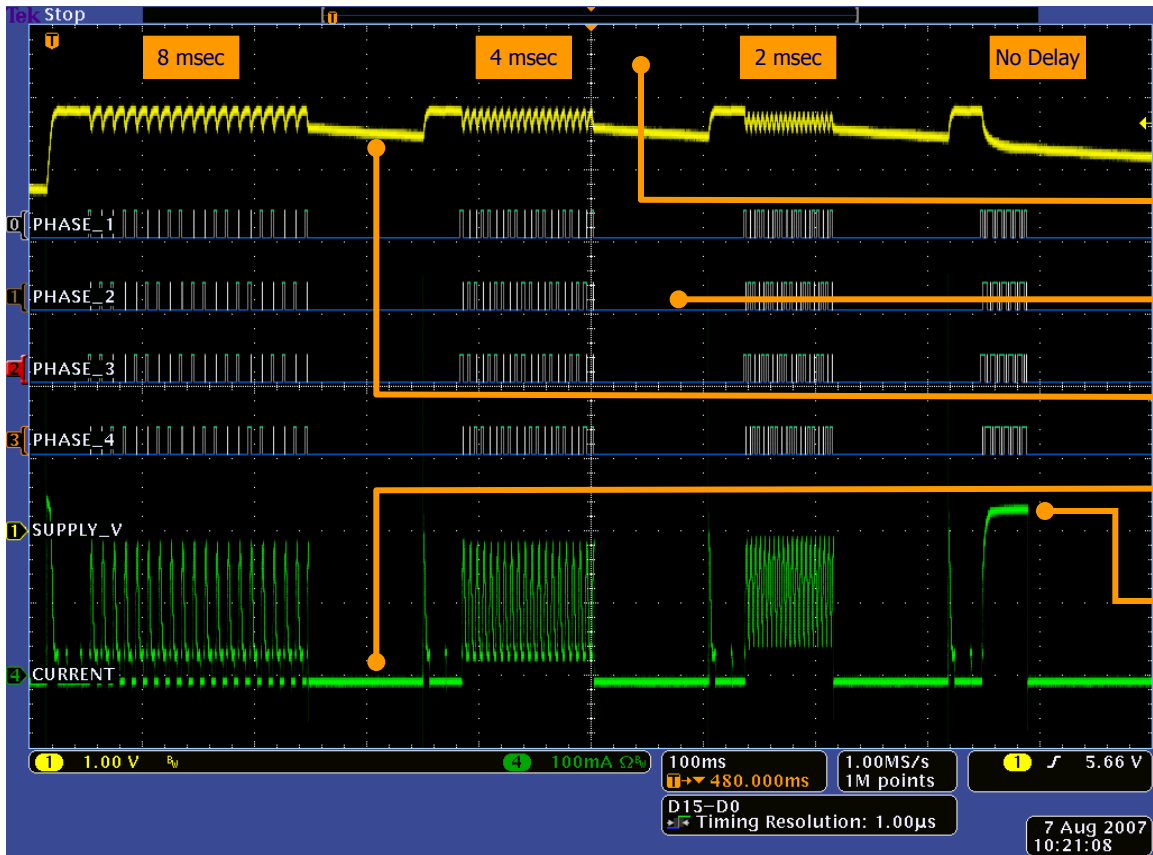 Tek Stop
T
T
8 msec
4 msec
2 msec
No Delay
0 PHASE_1
1 PHASE_2
2 PHASE_3
3 PHASE_4
1 SUPPLY_V
4 CURRENT
1 1.00 V BW
4 100mA ΩBW
100ms
T→▼480.000ms
1.00MS/s
1M points
1 5.66 V
D15-D0
Timing Resolution: 1.00µs
7 Aug 2007
10:21:08